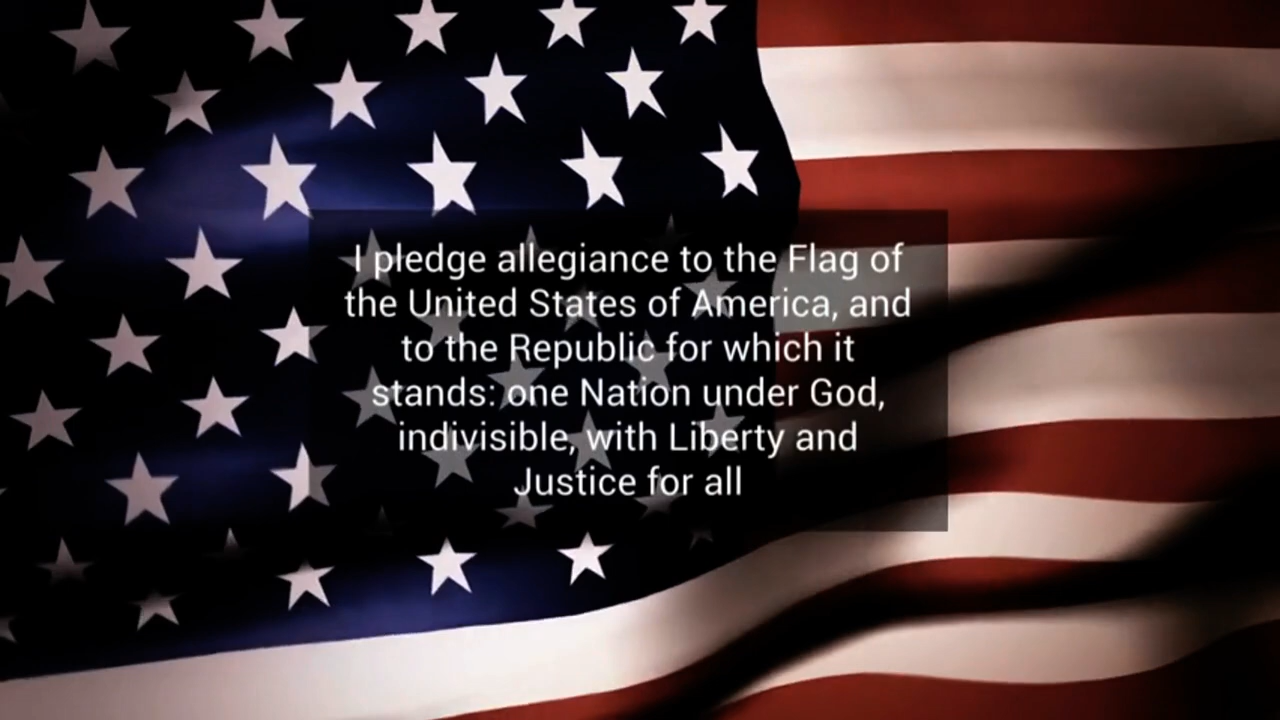 I pledge allegiance to the Flag of
the United States of America, and
to the Republic for which it
stands: one Nation under God,
indivisible, with Liberty and
Justice for all